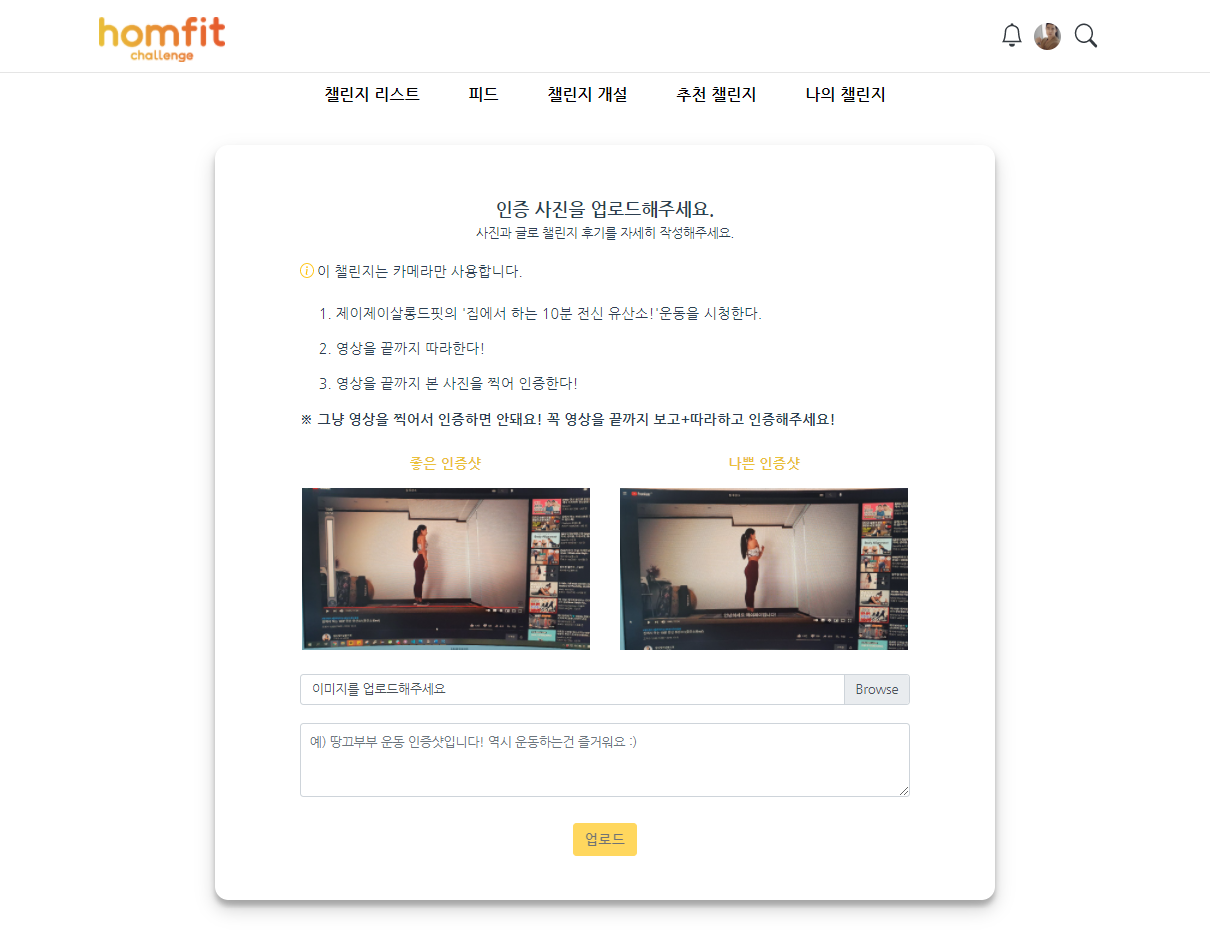 homfit
challenge
챌린지 리스트 피드 챌린지 개설 추천 챌린지 나의 챌린지
인증 사진을 업로드해주세요.
사진과 글로 챌린지 후기를 자세히 작성해주세요.
이 챌린지는 카메라만 사용합니다.
1. 제이제이살롱드핏의 '집에서 하는 10분 전신 유산소!'운동을 시청한다.
2. 영상을 끝까지 따라한다!
3. 영상을 끝까지 본 사진을 찍어 인증한다!
※ 그냥 영상을 찍어서 인증하면 안돼요! 꼭 영상을 끝까지 보고+따라하고 인증해주세요!
좋은 인증샷 나쁜 인증샷
이미지를 업로드해주세요 Browse
예) 땅끄부부 운동 인증샷입니다! 역시 운동하는건 즐거워요 :)
업로드